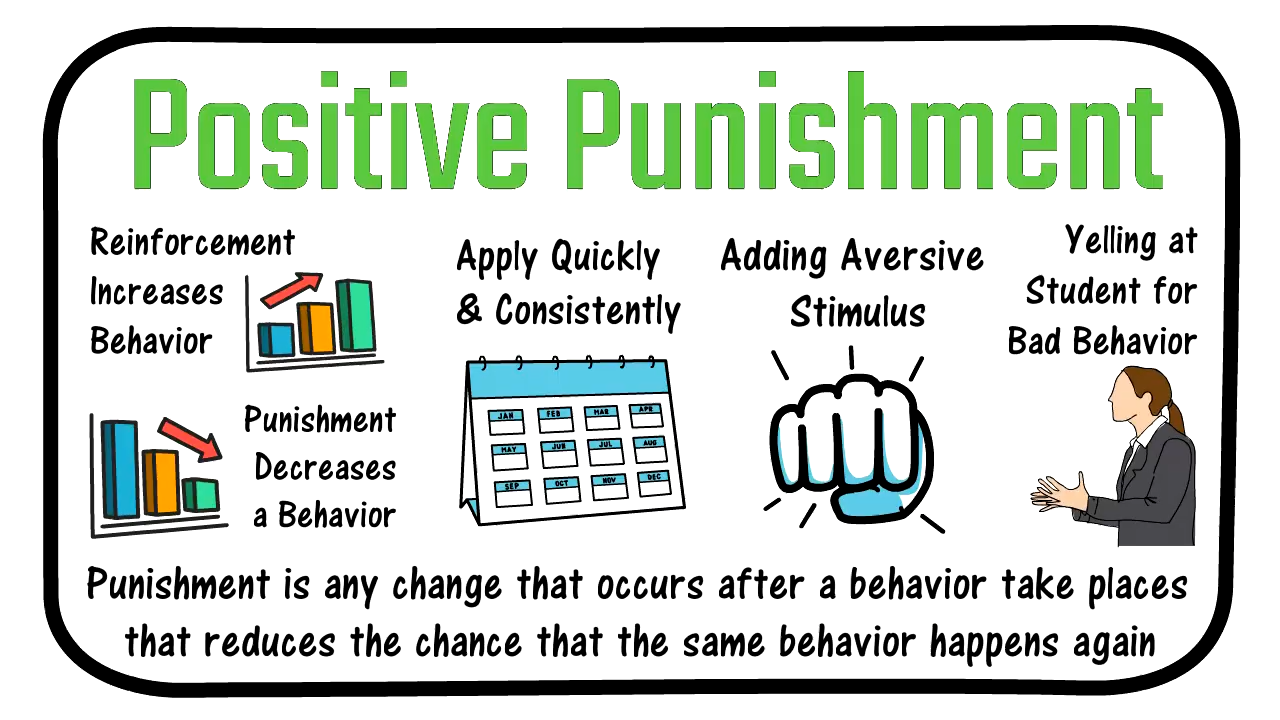 Positive Punishment
Reinforcement
Increases
Behavior
Punishment
Decreases
a Behavior
Apply Quickly
& Consistently
JAN FEB MAR APR
MAY JUN JUL AUG
SEP OCT NOV DEC
Adding Aversive
Stimulus
Yelling at
Student for
Bad Behavior
Punishment is any change that occurs after a behavior take places
that reduces the chance that the same behavior happens again